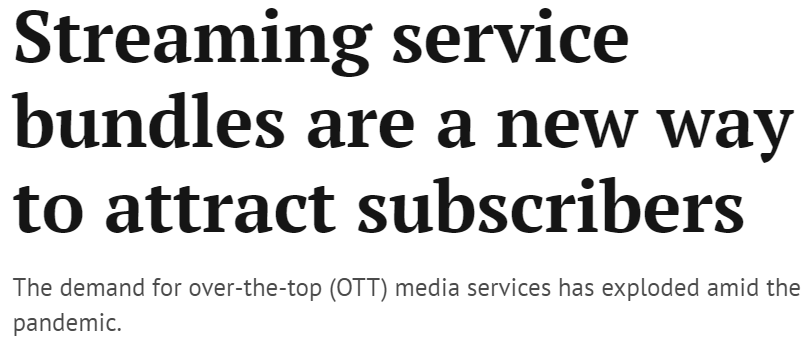 Streaming service
bundles are a new way
to attract subscribers
The demand for over-the-top (OTT) media services has exploded amid the
pandemic.